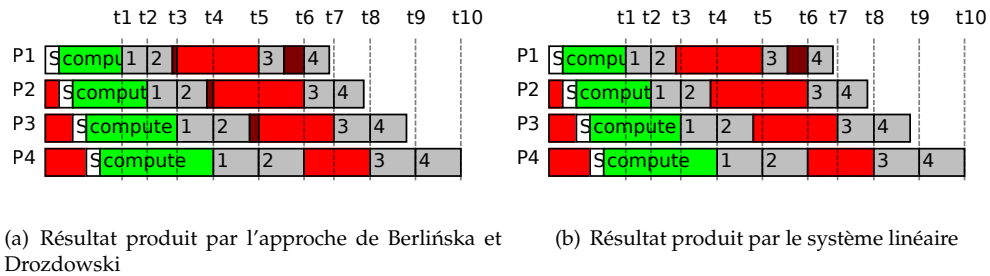 t1 t2 t3 t4 t5 t6 t7 t8 t10
P1 S compu 1 2 3 4
P2 S comput 1 2 3 4
P3 S compute 1 2 3 4
P4 S compute 1 2 3 4
t1 t2 t3 t4 t5 t6 t7 t8 t10
P1 S compu 1 2 3 4
P2 S comput 1 2 3 4
P3 S compute 1 2 3 4
P4 S compute 1 2 3 4
(a) Résultat produit par l'approche de Berlińska et
Drozdowski
(b) Résultat produit par le système linéaire